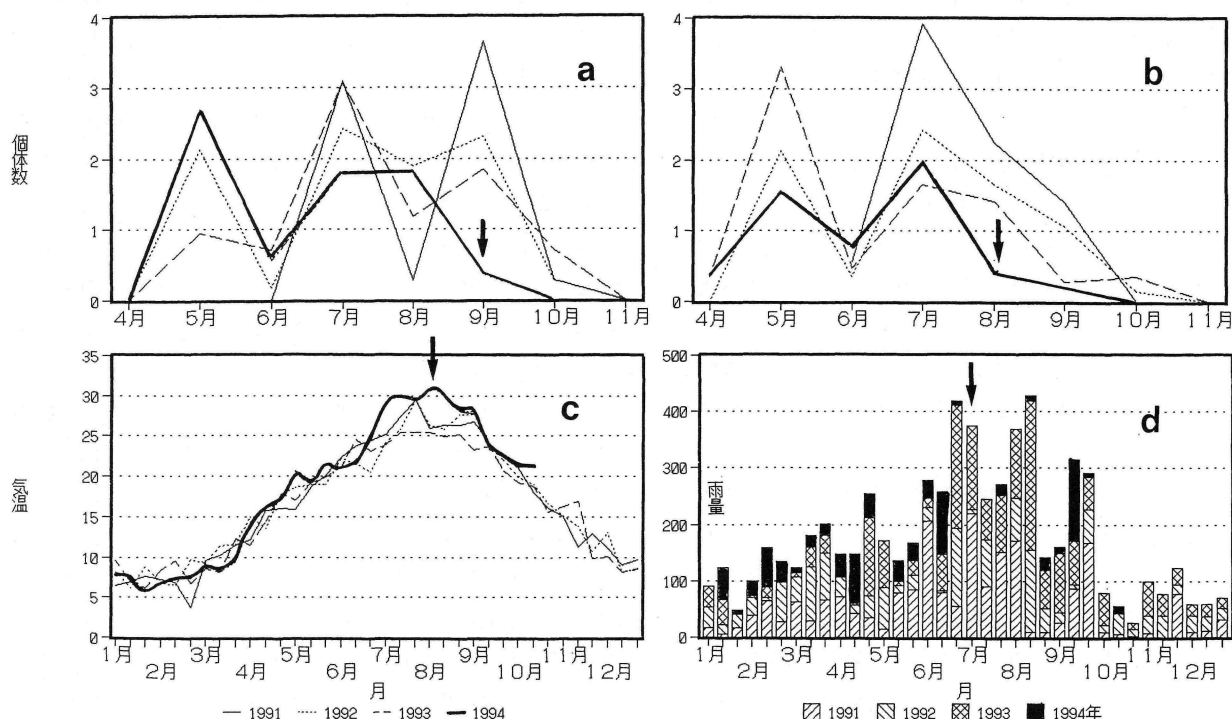 個体数
a
4
3
2
1
0
4月 5月 6月 7月 8月 9月 10月 11月
b
4
3
2
1
0
4月 5月 6月 7月 8月 9月 10月 11月
気温
c
35
30
25
20
15
10
5
0
1月 3月 5月 7月 9月 11月
2月 4月 6月 8月 10月 12月
月
1991 1992 1993 1994
雨量
d
500
400
300
200
100
0
1月 3月 5月 7月 9月 11月
2月 4月 6月 8月 10月 12月
月
1991 1992 1993 1994年